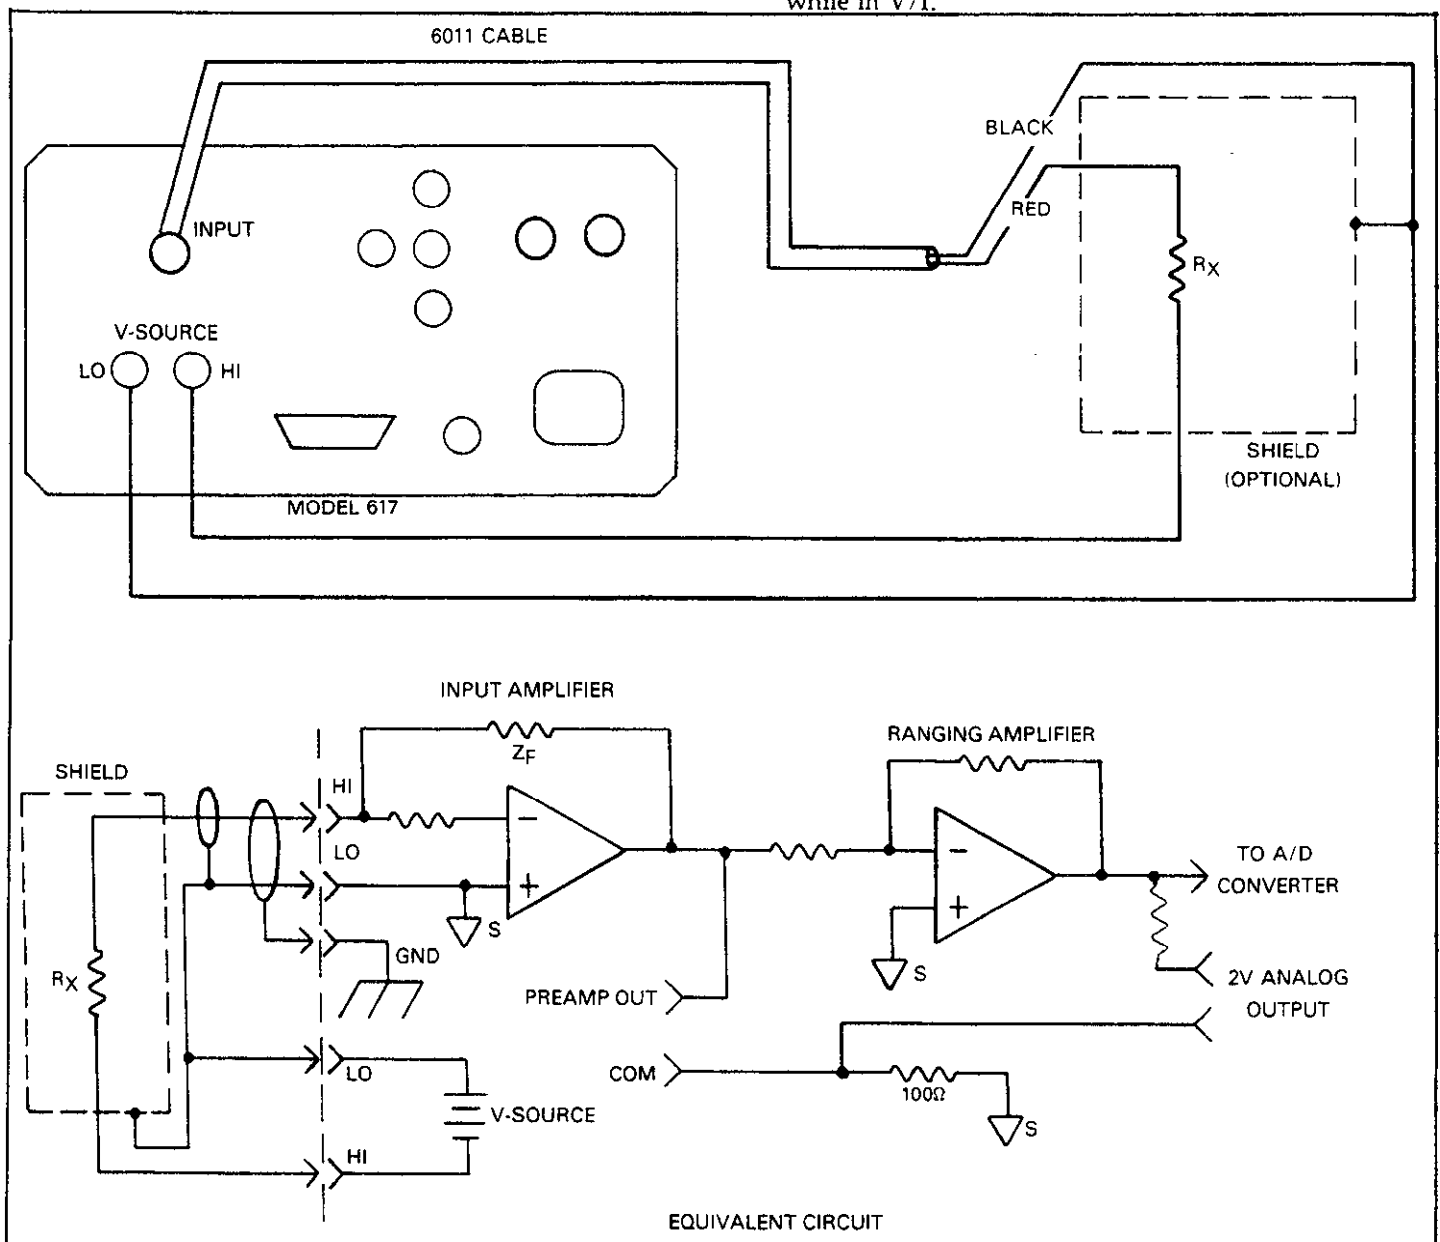 while in V/I.
6011 CABLE
BLACK
RED
INPUT
RX
V-SOURCE
LO
HI
SHIELD
(OPTIONAL)
MODEL 617
INPUT AMPLIFIER
RANGING AMPLIFIER
ZF
SHIELD
HI
LO
TO A/D
CONVERTER
S
GND
S
RX
PREAMP OUT
2V ANALOG
OUTPUT
LO
COM
100Ω
V-SOURCE
S
HI
EQUIVALENT CIRCUIT